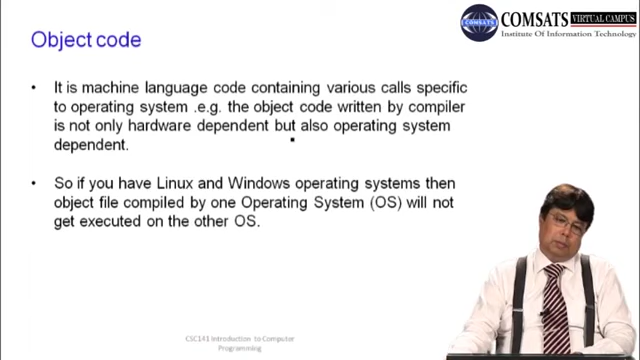 Object code
COMSATS VIRTUAL CAMPUS
Institute Of Information Technology
• It is machine language code containing various calls specific
to operating system .e.g. the object code written by compiler
is not only hardware dependent but also operating system
dependent.
• So if you have Linux and Windows operating systems then
object file compiled by one Operating System (OS) will not
get executed on the other OS.
CSC141 Introduction to Computer
Programming